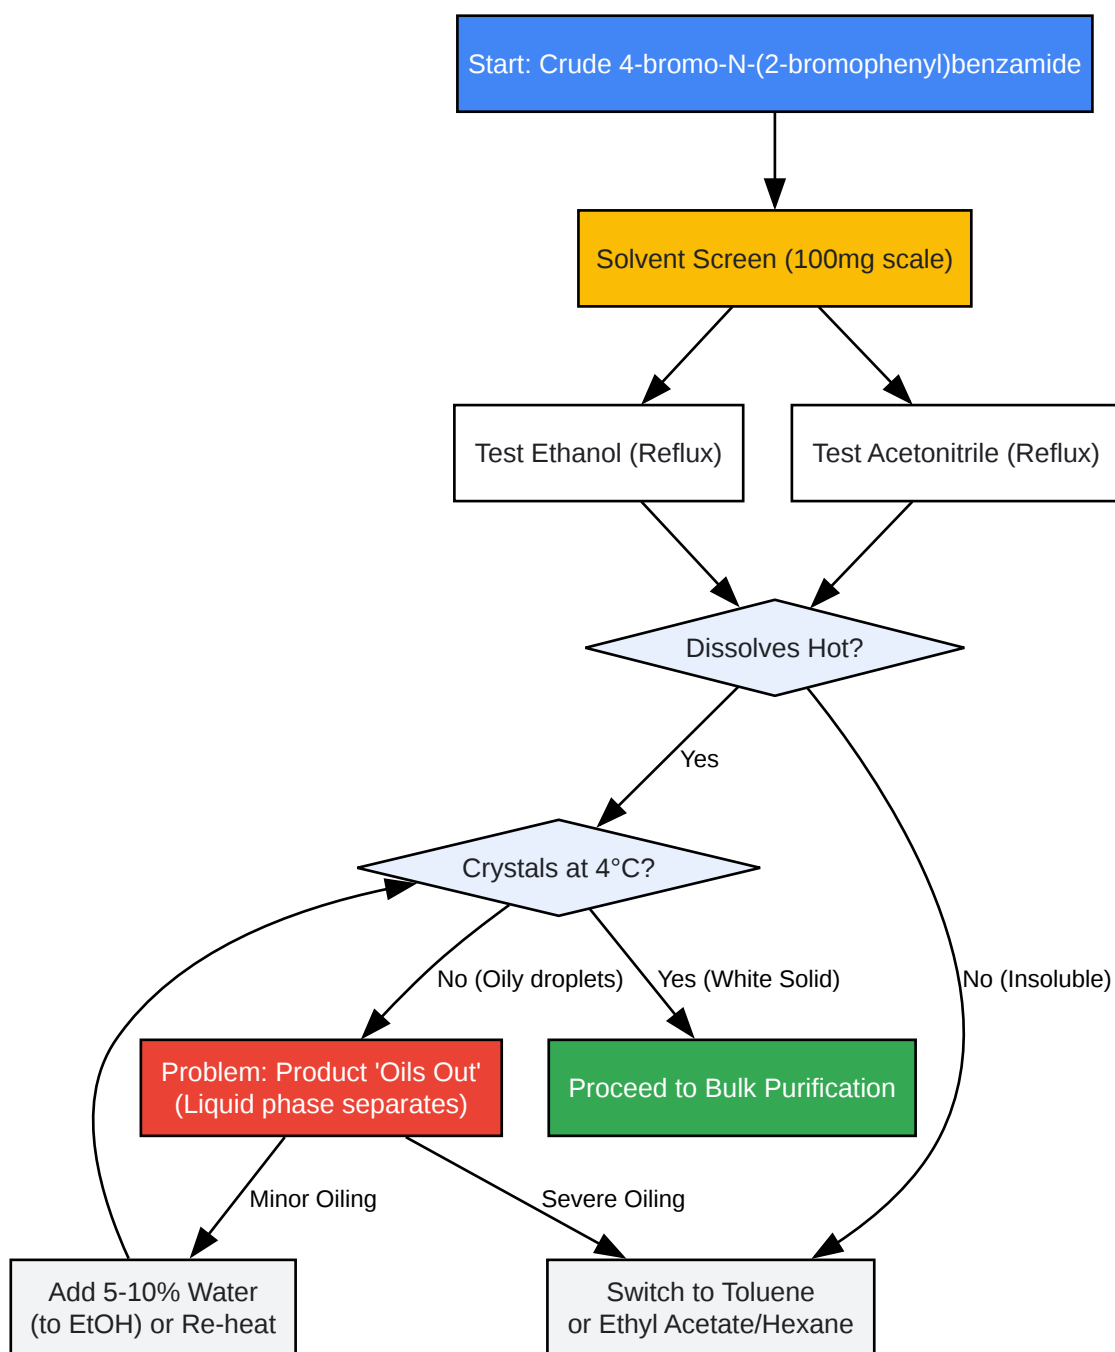 Start: Crude 4-bromo-N-(2-bromophenyl)benzamide
Solvent Screen (100mg scale)
Test Ethanol (Reflux)
Test Acetonitrile (Reflux)
Dissolves Hot?
Yes
Crystals at 4°C?
No (Oily droplets)
Yes (White Solid)
No (Insoluble)
Problem: Product 'Oils Out'
(Liquid phase separates)
Proceed to Bulk Purification
Minor Oiling
Severe Oiling
Add 5-10% Water
(to EtOH) or Re-heat
Switch to Toluene
or Ethyl Acetate/Hexane